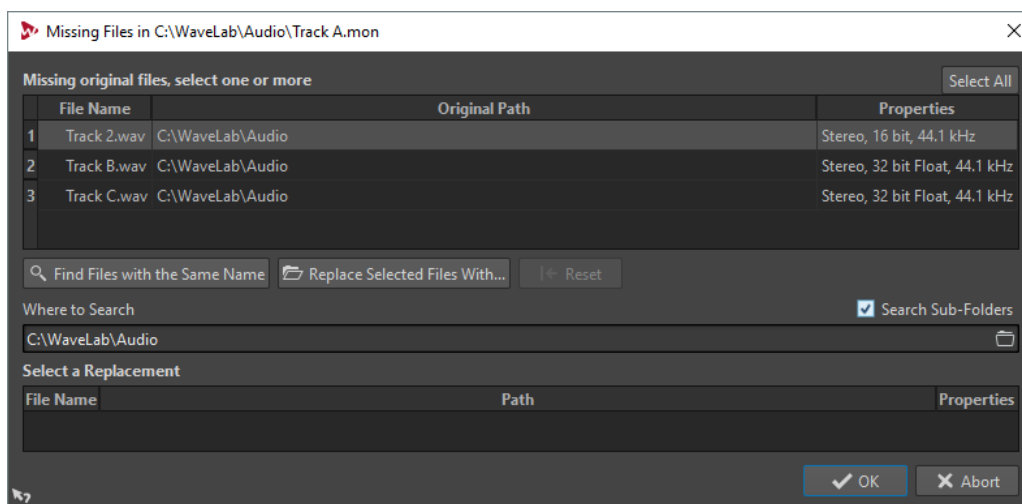 Missing Files in C:\WaveLab\Audio\Track A.mon
Missing original files, select one or more Select All
File Name Original Path Properties
1 Track 2.wav C:\WaveLab\Audio Stereo, 16 bit, 44.1 kHz
2 Track B.wav C:\WaveLab\Audio Stereo, 32 bit Float, 44.1 kHz
3 Track C.wav C:\WaveLab\Audio Stereo, 32 bit Float, 44.1 kHz
Find Files with the Same Name Replace Selected Files With... Reset
Where to Search Search Sub-Folders
C:\WaveLab\Audio
Select a Replacement
File Name Path Properties
OK Abort